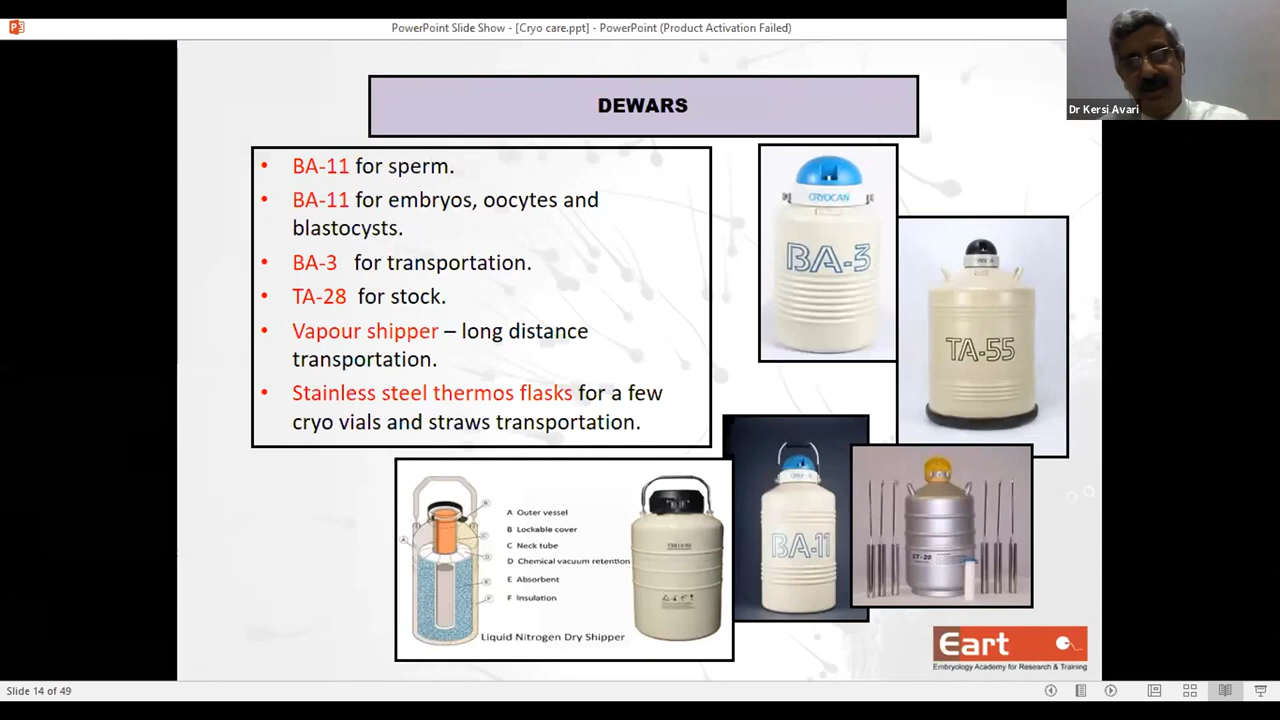 PowerPoint Slide Show - [Cryo care.ppt] - PowerPoint (Product Activation Failed)
Dr Kersi Avari
DEWARS
• BA-11 for sperm.
• BA-11 for embryos, oocytes and
blastocysts.
• BA-3 for transportation.
• TA-28 for stock.
• Vapour shipper – long distance
transportation.
• Stainless steel thermos flasks for a few
cryo vials and straws transportation.
CRYOCAN
BA-3
TA-55
BA-11
A Outer vessel
B Lockable cover
C Neck tube
D Chemical vacuum retention
E Absorbent
F Insulation
Liquid Nitrogen Dry Shipper
Eart
Embryology Academy for Research & Training
Slide 14 of 49